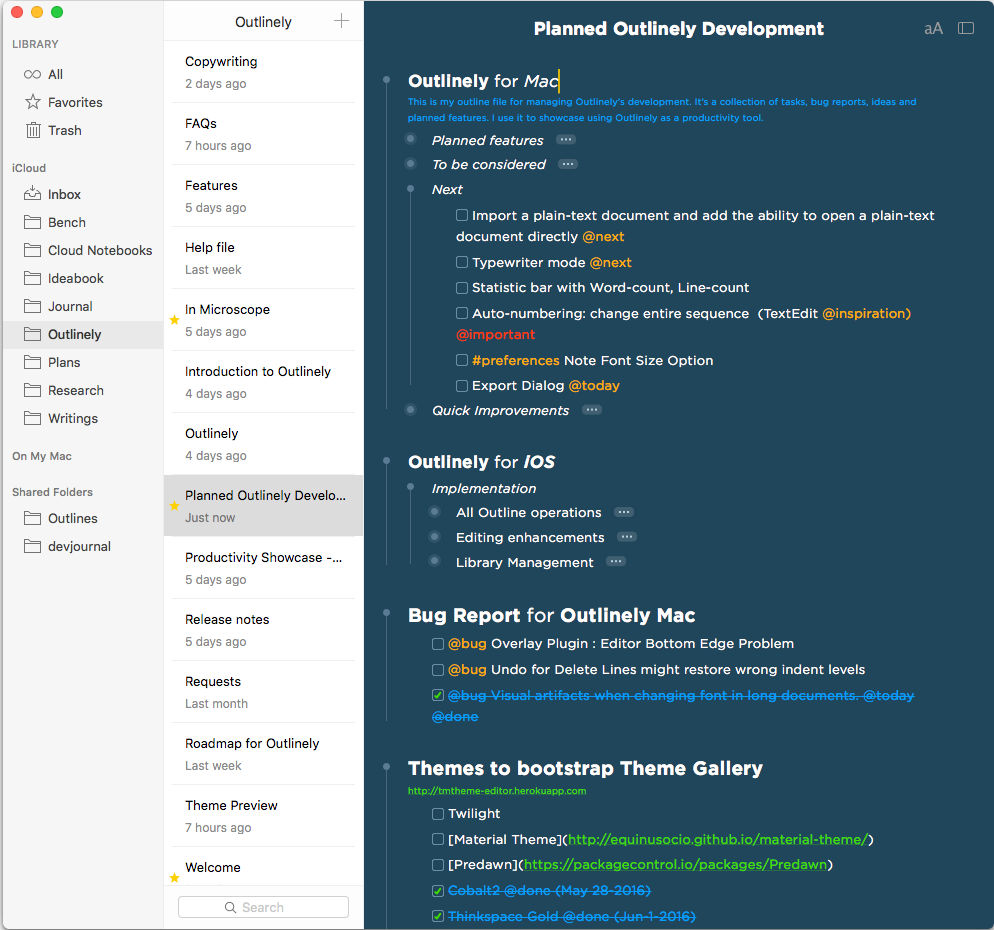 LIBRARY
All
Favorites
Trash
iCloud
Inbox
Bench
Cloud Notebooks
Ideabook
Journal
Outlinely
Plans
Research
Writings
On My Mac
Shared Folders
Outlines
devjournal
Outlinely
Copywriting
2 days ago
FAQs
7 hours ago
Features
5 days ago
Help file
Last week
In Microscope
5 days ago
Introduction to Outlinely
4 days ago
Outlinely
4 days ago
Planned Outlinely Develo...
Just now
Productivity Showcase -...
5 days ago
Release notes
5 days ago
Requests
Last month
Roadmap for Outlinely
Last week
Theme Preview
7 hours ago
Welcome
Search
Planned Outlinely Development
aA
Outlinely for Mac
This is my outline file for managing Outlinely's development. It's a collection of tasks, bug reports, ideas and
planned features. I use it to showcase using Outlinely as a productivity tool.
Planned features
To be considered
Next
Import a plain-text document and add the ability to open a plain-text
document directly @next
Typewriter mode @next
Statistic bar with Word-count, Line-count
Auto-numbering: change entire sequence (TextEdit @inspiration)
@important
#preferences Note Font Size Option
Export Dialog @today
Quick Improvements
Outlinely for IOS
Implementation
All Outline operations
Editing enhancements
Library Management
Bug Report for Outlinely Mac
@bug Overlay Plugin : Editor Bottom Edge Problem
@bug Undo for Delete Lines might restore wrong indent levels
@bug Visual artifacts when changing font in long documents. @today
@done
Themes to bootstrap Theme Gallery
http://tmtheme-editor.herokuapp.com
Twilight
[Material Theme](http://equinusocio.github.io/material-theme/)
[Predawn](https://packagecontrol.io/packages/Predawn)
Cobalt2 @done (May 28-2016)
Thinkspace Gold @done (Jun-1-2016)